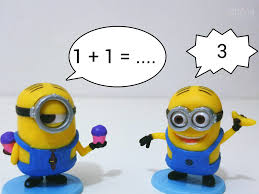 1 + 1 = ....
3